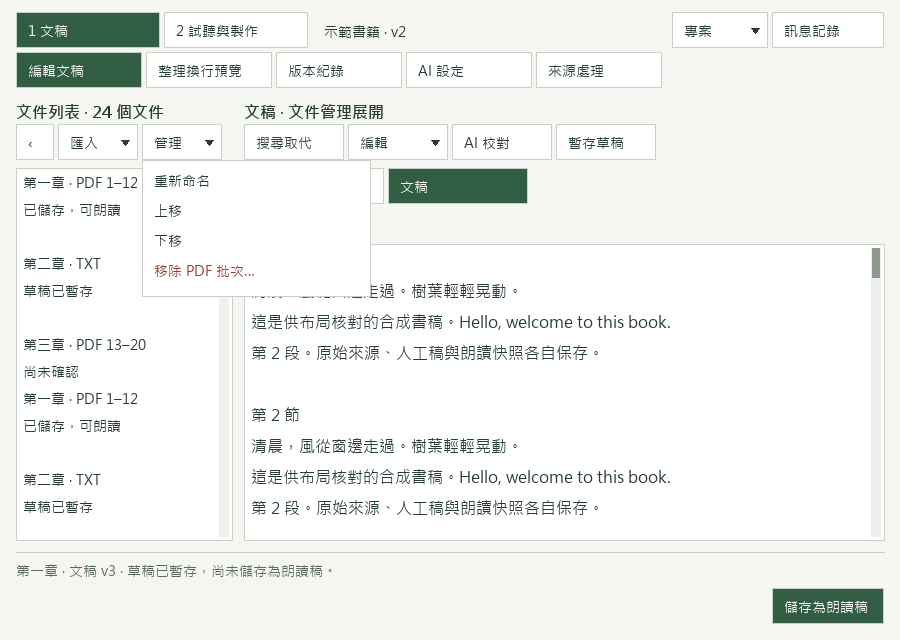 1 文稿
2 試聽與製作
示範書籍 · v2
專案
訊息記錄
編輯文稿
整理換行預覽
版本紀錄
AI 設定
來源處理
文件列表 · 24 個文件
文稿 · 文件管理展開
‹
匯入
管理
搜尋取代
編輯
AI 校對
暫存草稿
重新命名
上移
下移
移除 PDF 批次...
文稿
第一章 · PDF 1–12
已儲存，可朗讀
第二章 · TXT
草稿已暫存
第三章 · PDF 13–20
尚未確認
第一章 · PDF 1–12
已儲存，可朗讀
第二章 · TXT
草稿已暫存
走過。樹葉輕輕晃動。
這是供布局核對的合成書稿。Hello, welcome to this book.
第 2 段。原始來源、人工稿與朗讀快照各自保存。
第 2 節
清晨，風從窗邊走過。樹葉輕輕晃動。
這是供布局核對的合成書稿。Hello, welcome to this book.
第 2 段。原始來源、人工稿與朗讀快照各自保存。
第一章 · 文稿 v3 · 草稿已暫存，尚未儲存為朗讀稿。
儲存為朗讀稿